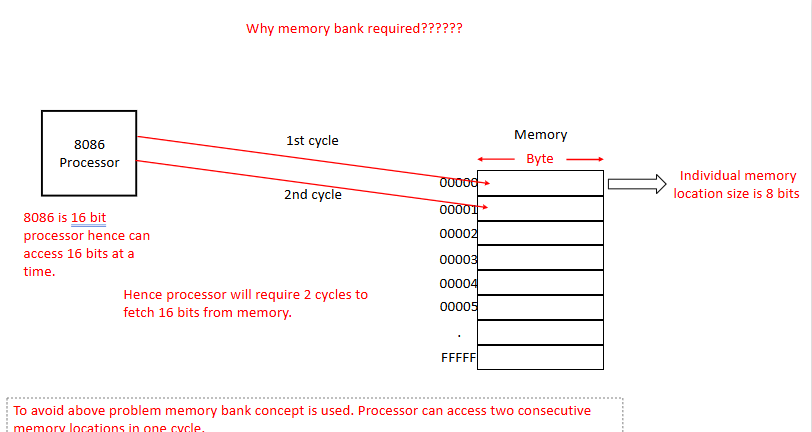 Why memory bank required??????
8086
Processor
1st cycle
2nd cycle
Memory
Byte
00000
00001
00002
00003
00004
00005
.
FFFFF
Individual memory
location size is 8 bits
8086 is 16 bit
processor hence can
access 16 bits at a
time.
Hence processor will require 2 cycles to
fetch 16 bits from memory.
To avoid above problem memory bank concept is used. Processor can access two consecutive
memory locations in one cycle.